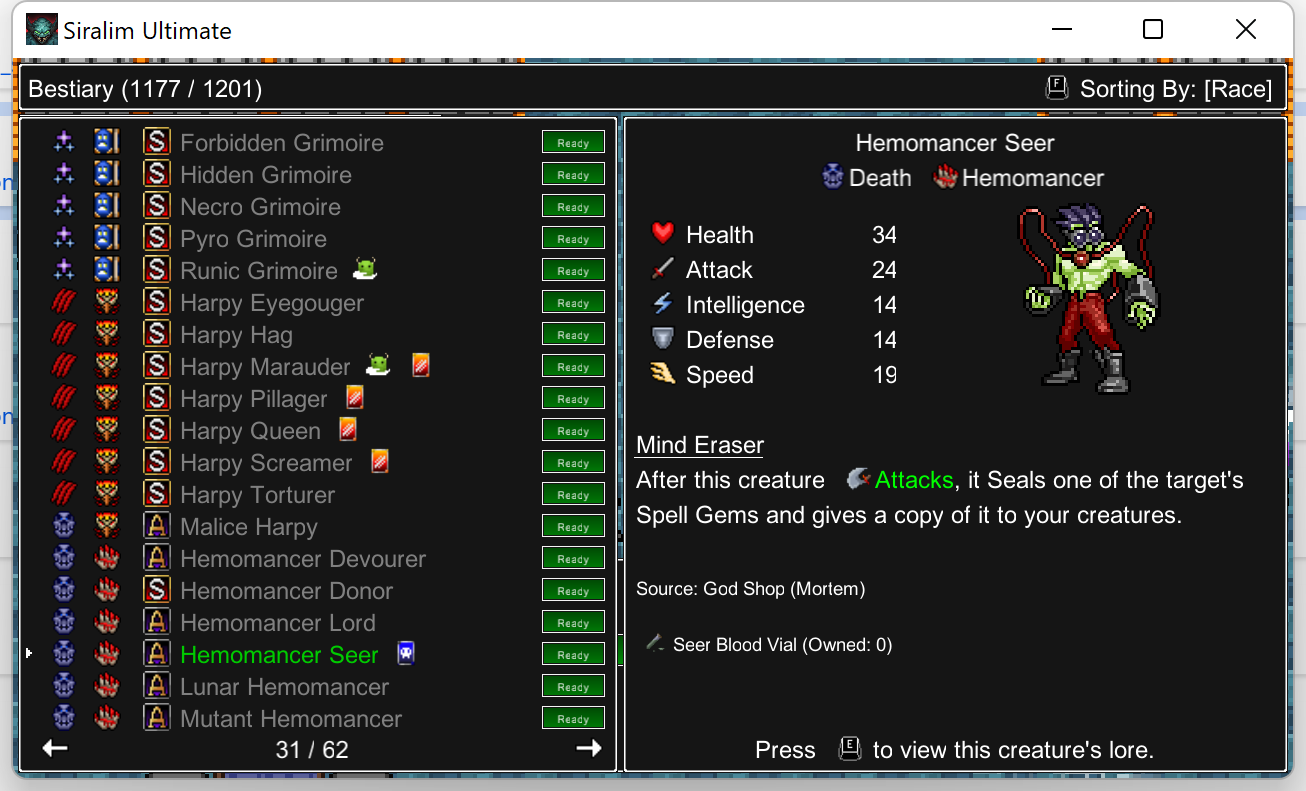 Siralim Ultimate
Bestiary (1177 / 1201)
F
Sorting By: [Race]
S Forbidden Grimoire Ready
S Hidden Grimoire Ready
S Necro Grimoire Ready
S Pyro Grimoire Ready
S Runic Grimoire Ready
S Harpy Eyegouger Ready
S Harpy Hag Ready
S Harpy Marauder Ready
S Harpy Pillager Ready
S Harpy Queen Ready
S Harpy Screamer Ready
S Harpy Torturer Ready
A Malice Harpy Ready
A Hemomancer Devourer Ready
S Hemomancer Donor Ready
A Hemomancer Lord Ready
A Hemomancer Seer Ready
A Lunar Hemomancer Ready
A Mutant Hemomancer Ready
31 / 62
Hemomancer Seer
Death Hemomancer
Health 34
Attack 24
Intelligence 14
Defense 14
Speed 19
Mind Eraser
After this creature Attacks, it Seals one of the target's
Spell Gems and gives a copy of it to your creatures.
Source: God Shop (Mortem)
Seer Blood Vial (Owned: 0)
Press E to view this creature's lore.